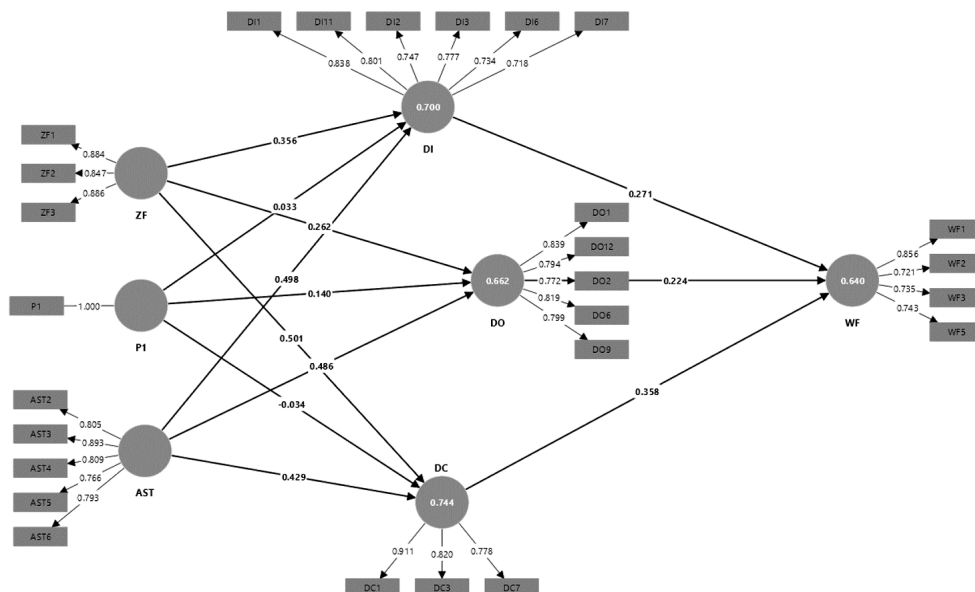 DI1 DI11 DI2 DI3 DI6 DI7
0.838 0.801 0.747 0.777 0.734 0.718
0.700
DI
ZF1
ZF2
ZF3
0.884
0.847
0.886
ZF
0.356
0.033
0.262
0.498
0.271
P1
1.000
P1
0.140
0.501
0.486
-0.034
0.662
DO
0.839
0.794
0.772
0.819
0.799
DO1
DO12
DO2
DO6
DO9
0.224
0.640
WF
0.856
0.721
0.735
0.743
WF1
WF2
WF3
WF5
AST2
AST3
AST4
AST5
AST6
0.805
0.893
0.809
0.766
0.793
AST
0.429
0.358
DC
0.744
0.911 0.820 0.778
DC1 DC3 DC7